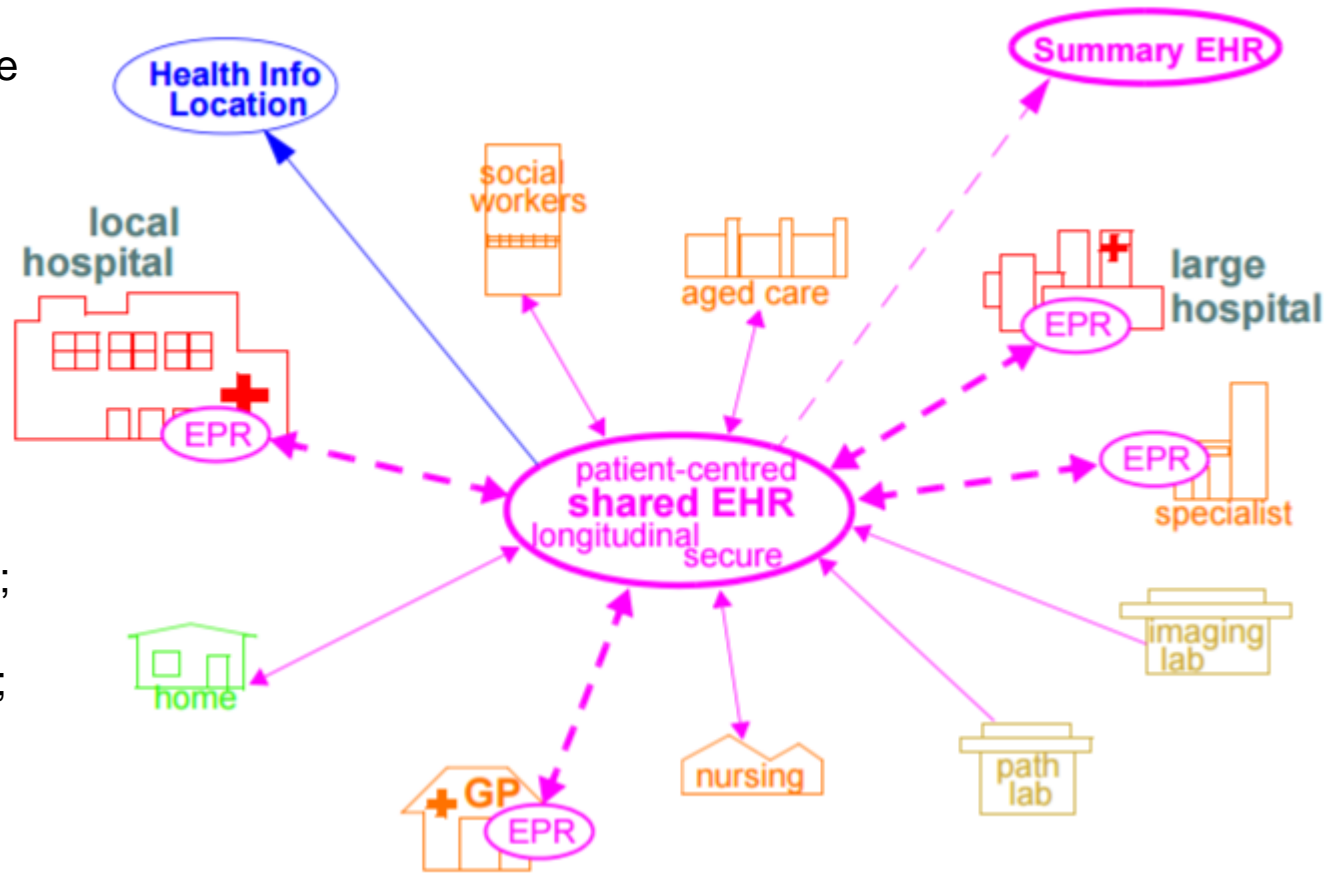 e
Health Info
Location
Summary EHR
social
workers
local
hospital
aged care
large
hospital
EPR
EPR
EPR
specialist
patient-centred
shared EHR
longitudinal
secure
;
imaging
lab
;
home
path
lab
nursing
GP
EPR